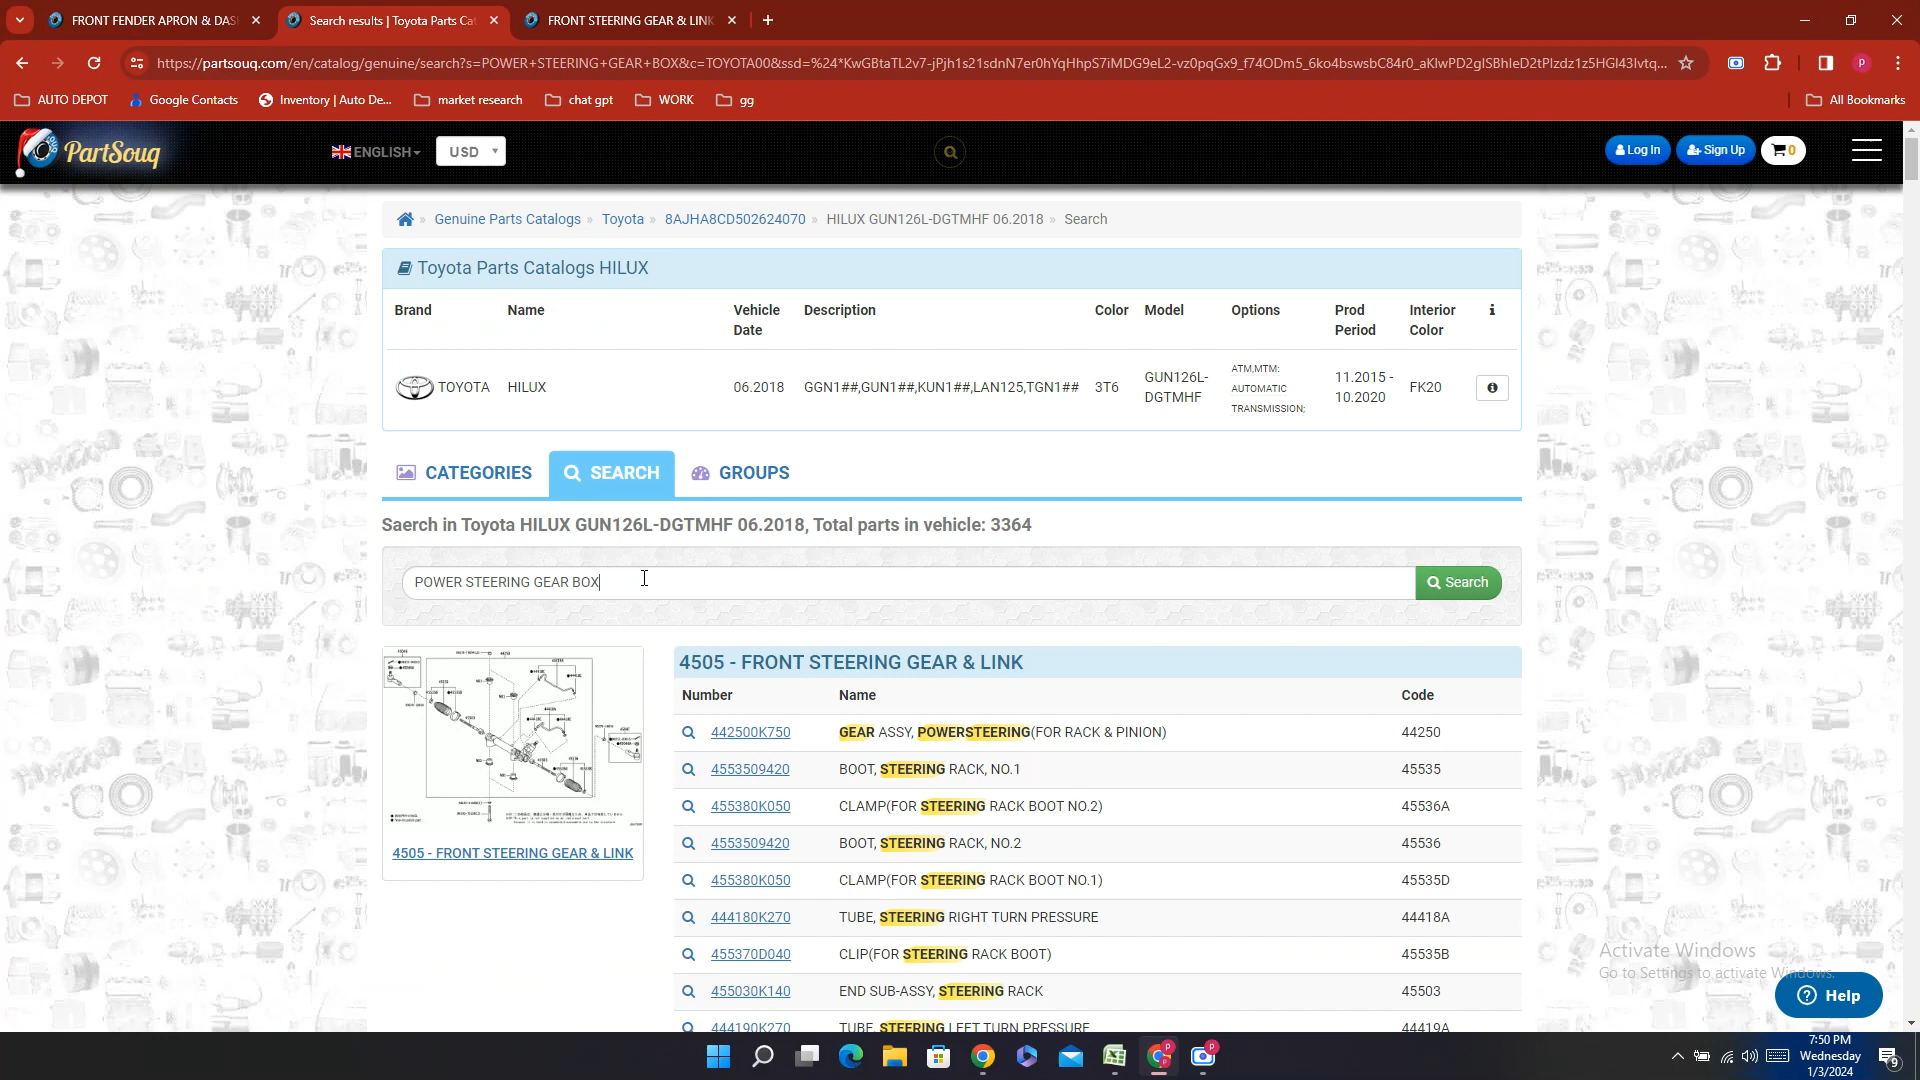 FRONT FENDER APRON & DAS
Search results | Toyota Parts Cat
FRONT STEERING GEAR & LINK
https://partsouq.com/en/catalog/genuine/search?s=POWER+STEERING+GEAR+BOX&c=TOYOTA00&ssd=%24*KwGBtaTL2v7-jPjh1s21sdnN7er0hYqHhpS7iMDG9eL2-vz0pqGx9_f74ODm5_6ko4bswsbC84r0_aKlwPD2glSBhleD2tPlzdz1z5HGl43lvtq...
P
AUTO DEPOT
Google Contacts
Inventory | Auto De...
market research
chat gpt
WORK
gg
All Bookmarks
PartSouq
ENGLISH
USD
Log In
Sign Up
0
» Genuine Parts Catalogs » Toyota » 8AJHA8CD502624070 » HILUX GUN126L-DGTMHF 06.2018 » Search
Toyota Parts Catalogs HILUX
Brand Name Vehicle Date Description Color Model Options Prod Period Interior Color i
TOYOTA HILUX 06.2018 GGN1##,GUN1##,KUN1##,LAN125,TGN1## 3T6 GUN126L-DGTMHF ATM,MTM: AUTOMATIC TRANSMISSION; 11.2015 - 10.2020 FK20
CATEGORIES
SEARCH
GROUPS
Saerch in Toyota HILUX GUN126L-DGTMHF 06.2018, Total parts in vehicle: 3364
POWER STEERING GEAR BOX
Search
4505 - FRONT STEERING GEAR & LINK
4505 - FRONT STEERING GEAR & LINK
Number Name Code
442500K750 GEAR ASSY, POWERSTEERING(FOR RACK & PINION) 44250
4553509420 BOOT, STEERING RACK, NO.1 45535
455380K050 CLAMP(FOR STEERING RACK BOOT NO.2) 45536A
4553509420 BOOT, STEERING RACK, NO.2 45536
455380K050 CLAMP(FOR STEERING RACK BOOT NO.1) 45535D
444180K270 TUBE, STEERING RIGHT TURN PRESSURE 44418A
455370D040 CLIP(FOR STEERING RACK BOOT) 45535B
455030K140 END SUB-ASSY, STEERING RACK 45503
444190K270 TUBE, STEERING LEFT TURN PRESSURE 44419A
Activate Windows
Go to Settings to activate Windows.
Help
7:50 PM
Wednesday
1/3/2024
9